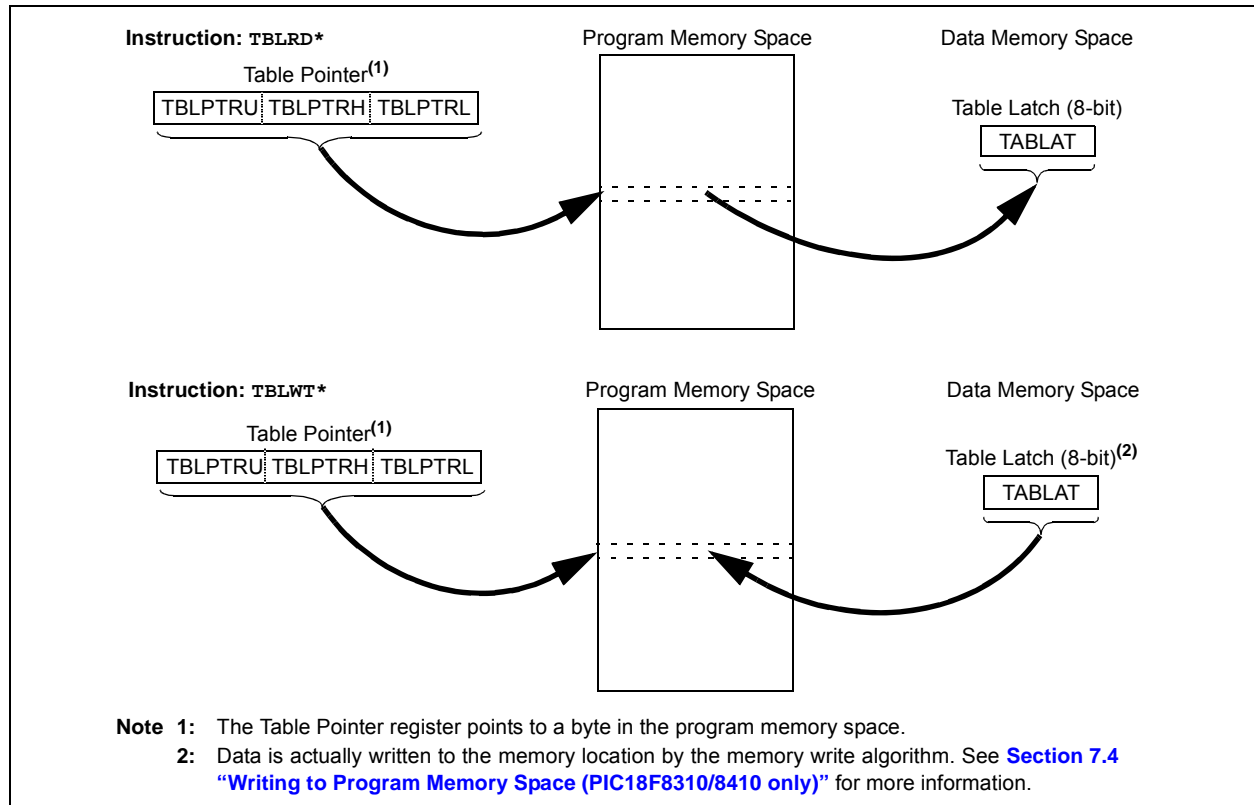 Instruction: TBLRD*
Program Memory Space
Data Memory Space
Table Pointer(1)
TBLPTRU TBLPTRH TBLPTRL
Table Latch (8-bit)
TABLAT
Instruction: TBLWT*
Program Memory Space
Data Memory Space
Table Pointer(1)
TBLPTRU TBLPTRH TBLPTRL
Table Latch (8-bit)(2)
TABLAT
Note 1: The Table Pointer register points to a byte in the program memory space.
2: Data is actually written to the memory location by the memory write algorithm. See Section 7.4
“Writing to Program Memory Space (PIC18F8310/8410 only)” for more information.